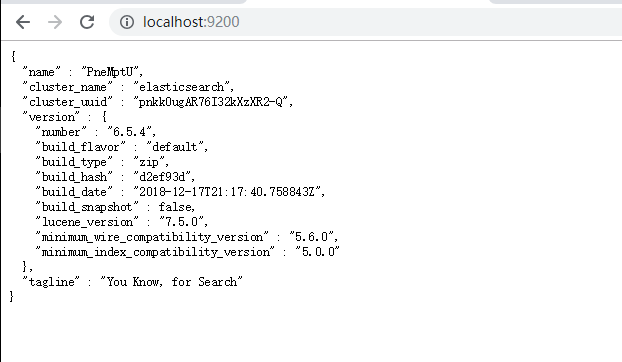 localhost:9200
{
"name" : "PneMptU",
"cluster_name" : "elasticsearch",
"cluster_uuid" : "pnkk0ugAR76I32kXzXR2-Q",
"version" : {
"number" : "6.5.4",
"build_flavor" : "default",
"build_type" : "zip",
"build_hash" : "d2ef93d",
"build_date" : "2018-12-17T21:17:40.758843Z",
"build_snapshot" : false,
"lucene_version" : "7.5.0",
"minimum_wire_compatibility_version" : "5.6.0",
"minimum_index_compatibility_version" : "5.0.0"
},
"tagline" : "You Know, for Search"
}